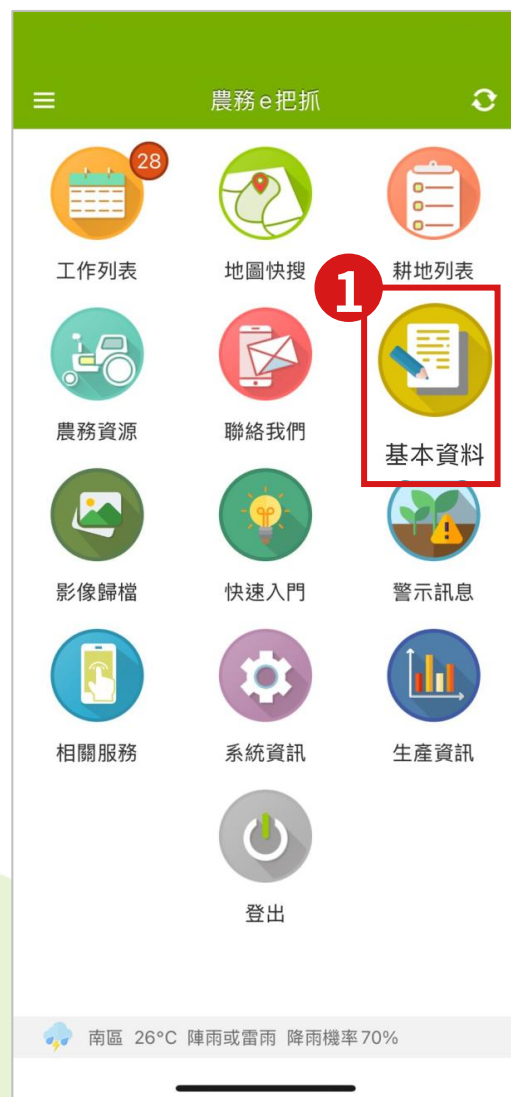 農務e把抓
28
工作列表 地圖快搜 耕地列表
1
農務資源 聯絡我們 基本資料
影像歸檔 快速入門 警示訊息
相關服務 系統資訊 生產資訊
登出
南區 26°C 陣雨或雷雨 降雨機率70%